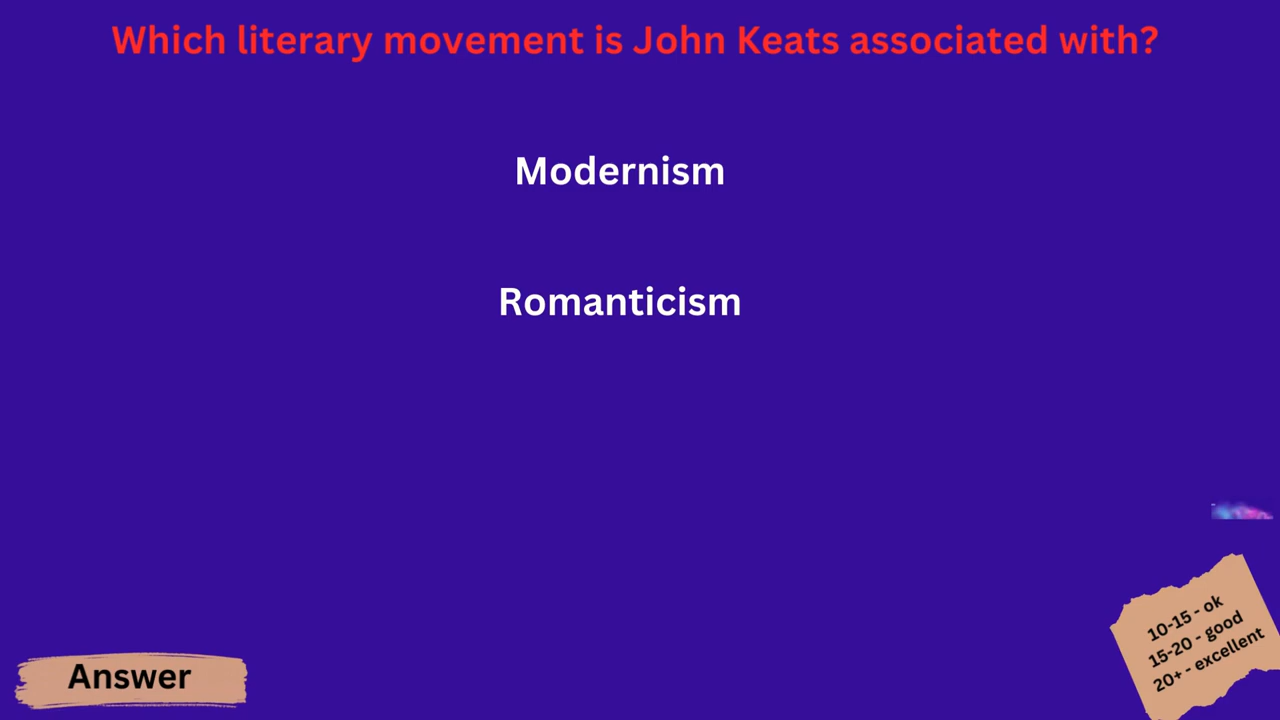 Which literary movement is John Keats associated with?
Modernism
Romanticism
10-15 - ok
15-20 - good
20+ - excellent
Answer